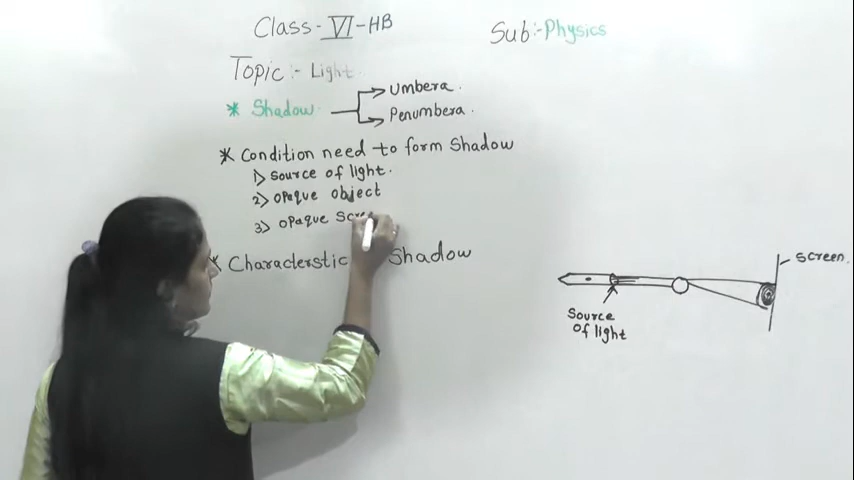 Class-VI-HB
Sub:-Physics
Topic:- Light
* Shadow
Umbera.
Penumbera.
* Condition need to form Shadow
1> Source of light.
2> Opaque Object
3> Opaque
* Characterstic Shadow
Screen.
Source
Of light